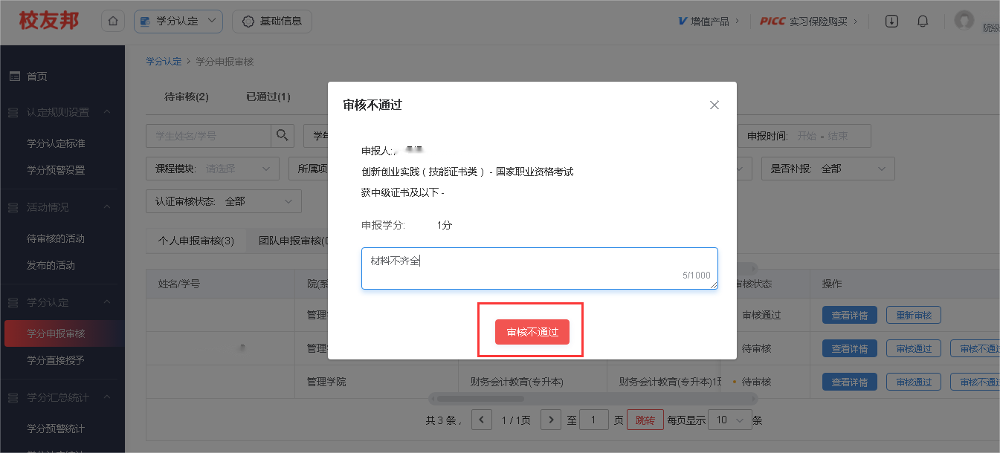 校友邦
学分认定
基础信息
V 增值产品 >
PICC 实习保险购买 >
院级
首页
认定规则设置
学分认定标准
学分预警设置
活动情况
待审核的活动
发布的活动
学分认定
学分申报审核
学分直接授予
学分汇总统计
学分预警统计
学分认定 > 学分申报审核
待审核(2)
已通过(1)
学生姓名/学号
学年
申报时间: 开始 - 结束
课程模块: 请选择
所属项
是否补报: 全部
认证审核状态: 全部
个人申报审核(3)
团队申报审核(0
审核不通过
申报人:
创新创业实践（技能证书类） - 国家职业资格考试
获中级证书及以下 -
申报学分: 1分
材料不齐全
5/1000
审核不通过
姓名/学号
院(系
审核状态
操作
管理
审核通过
查看详情
重新审核
管理
待审核
查看详情
审核通过
审核不通过
管理学院
财务会计教育(专升本)
财务会计教育(专升本)1班
待审核
查看详情
审核通过
审核不通过
共 3 条， < 1 / 1页 > 至 1 页 跳转 每页显示 10 条